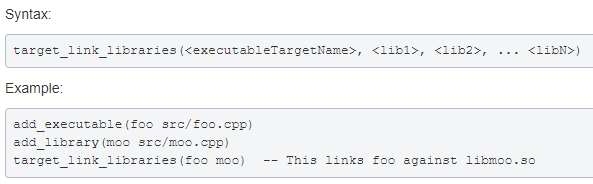 Syntax:
target_link_libraries(<executableTargetName>, <lib1>, <lib2>, ... <libN>)
Example:
add_executable(foo src/foo.cpp)
add_library(moo src/moo.cpp)
target_link_libraries(foo moo)  -- This links foo against libmoo.so